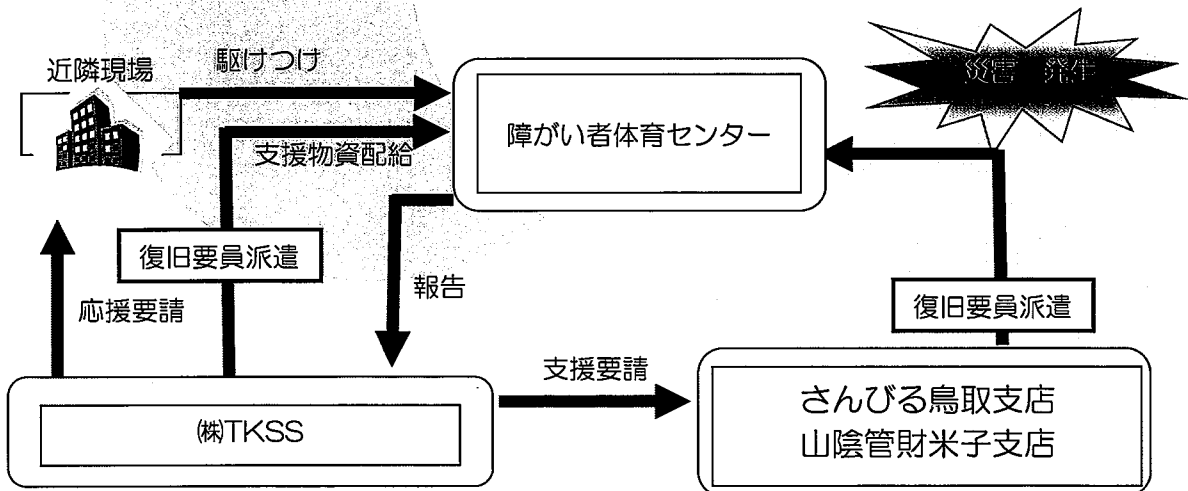 近隣現場
駆けつけ
災害 発生
障がい者体育センター
支援物資配給
復旧要員派遣
応援要請
報告
復旧要員派遣
支援要請
㈱TKSS
さんびる鳥取支店
山陰管財米子支店